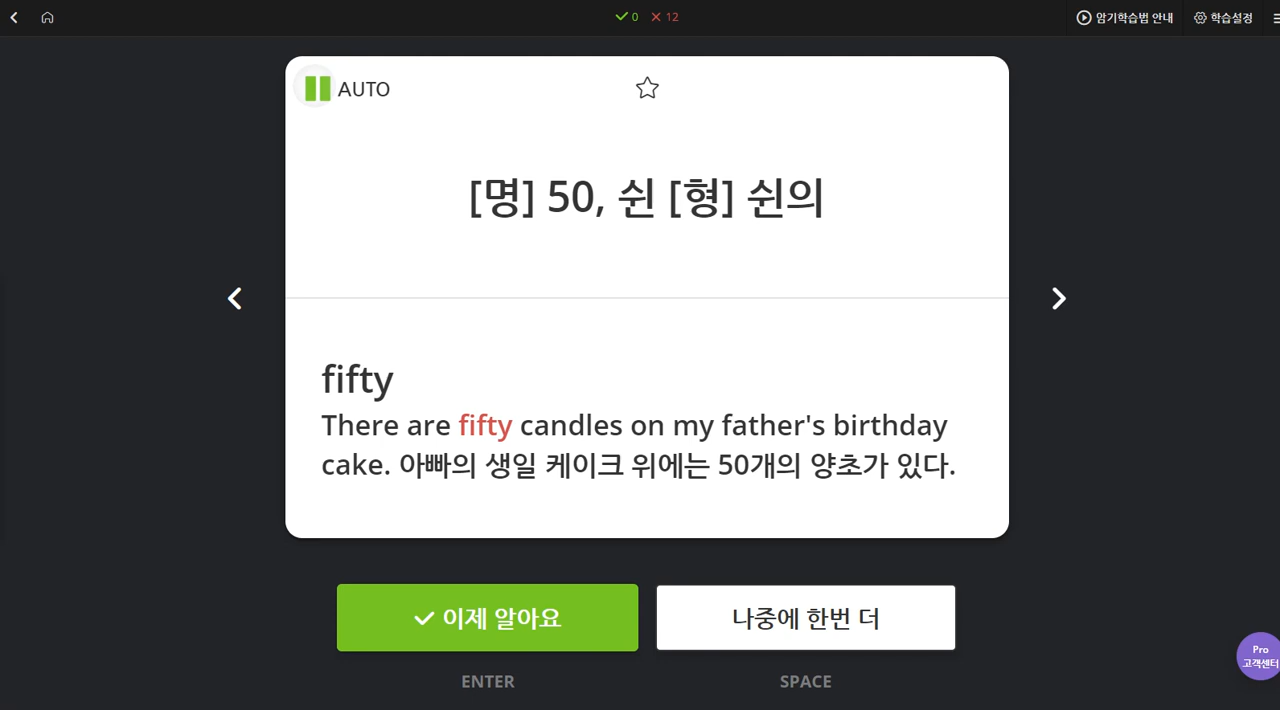 0 12
암기학습법 안내
학습설정
AUTO
[명] 50, 쉰 [형] 쉰의
fifty
There are fifty candles on my father's birthday
cake. 아빠의 생일 케이크 위에는 50개의 양초가 있다.
이제 알아요
나중에 한번 더
ENTER
SPACE
Pro
고객센터